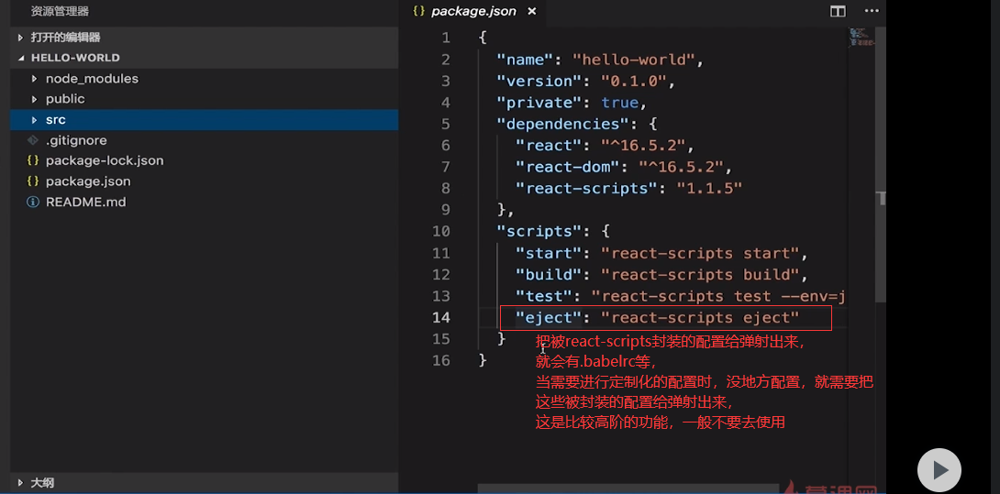 资源管理器
打开的编辑器
HELLO-WORLD
node_modules
public
src
.gitignore
package-lock.json
package.json
README.md
大纲
{} package.json ×
1 {
2 "name": "hello-world",
3 "version": "0.1.0",
4 "private": true,
5 "dependencies": {
6 "react": "^16.5.2",
7 "react-dom": "^16.5.2",
8 "react-scripts": "1.1.5"
9 },
10 "scripts": {
11 "start": "react-scripts start",
12 "build": "react-scripts build",
13 "test": "react-scripts test --env=j
14 "eject": "react-scripts eject"
15 }
16 }
把被react-scripts封装的配置给弹射出来，
就会有.babelrc等，
当需要进行定制化的配置时，没地方配置，就需要把
这些被封装的配置给弹射出来，
这是比较高阶的功能，一般不要去使用